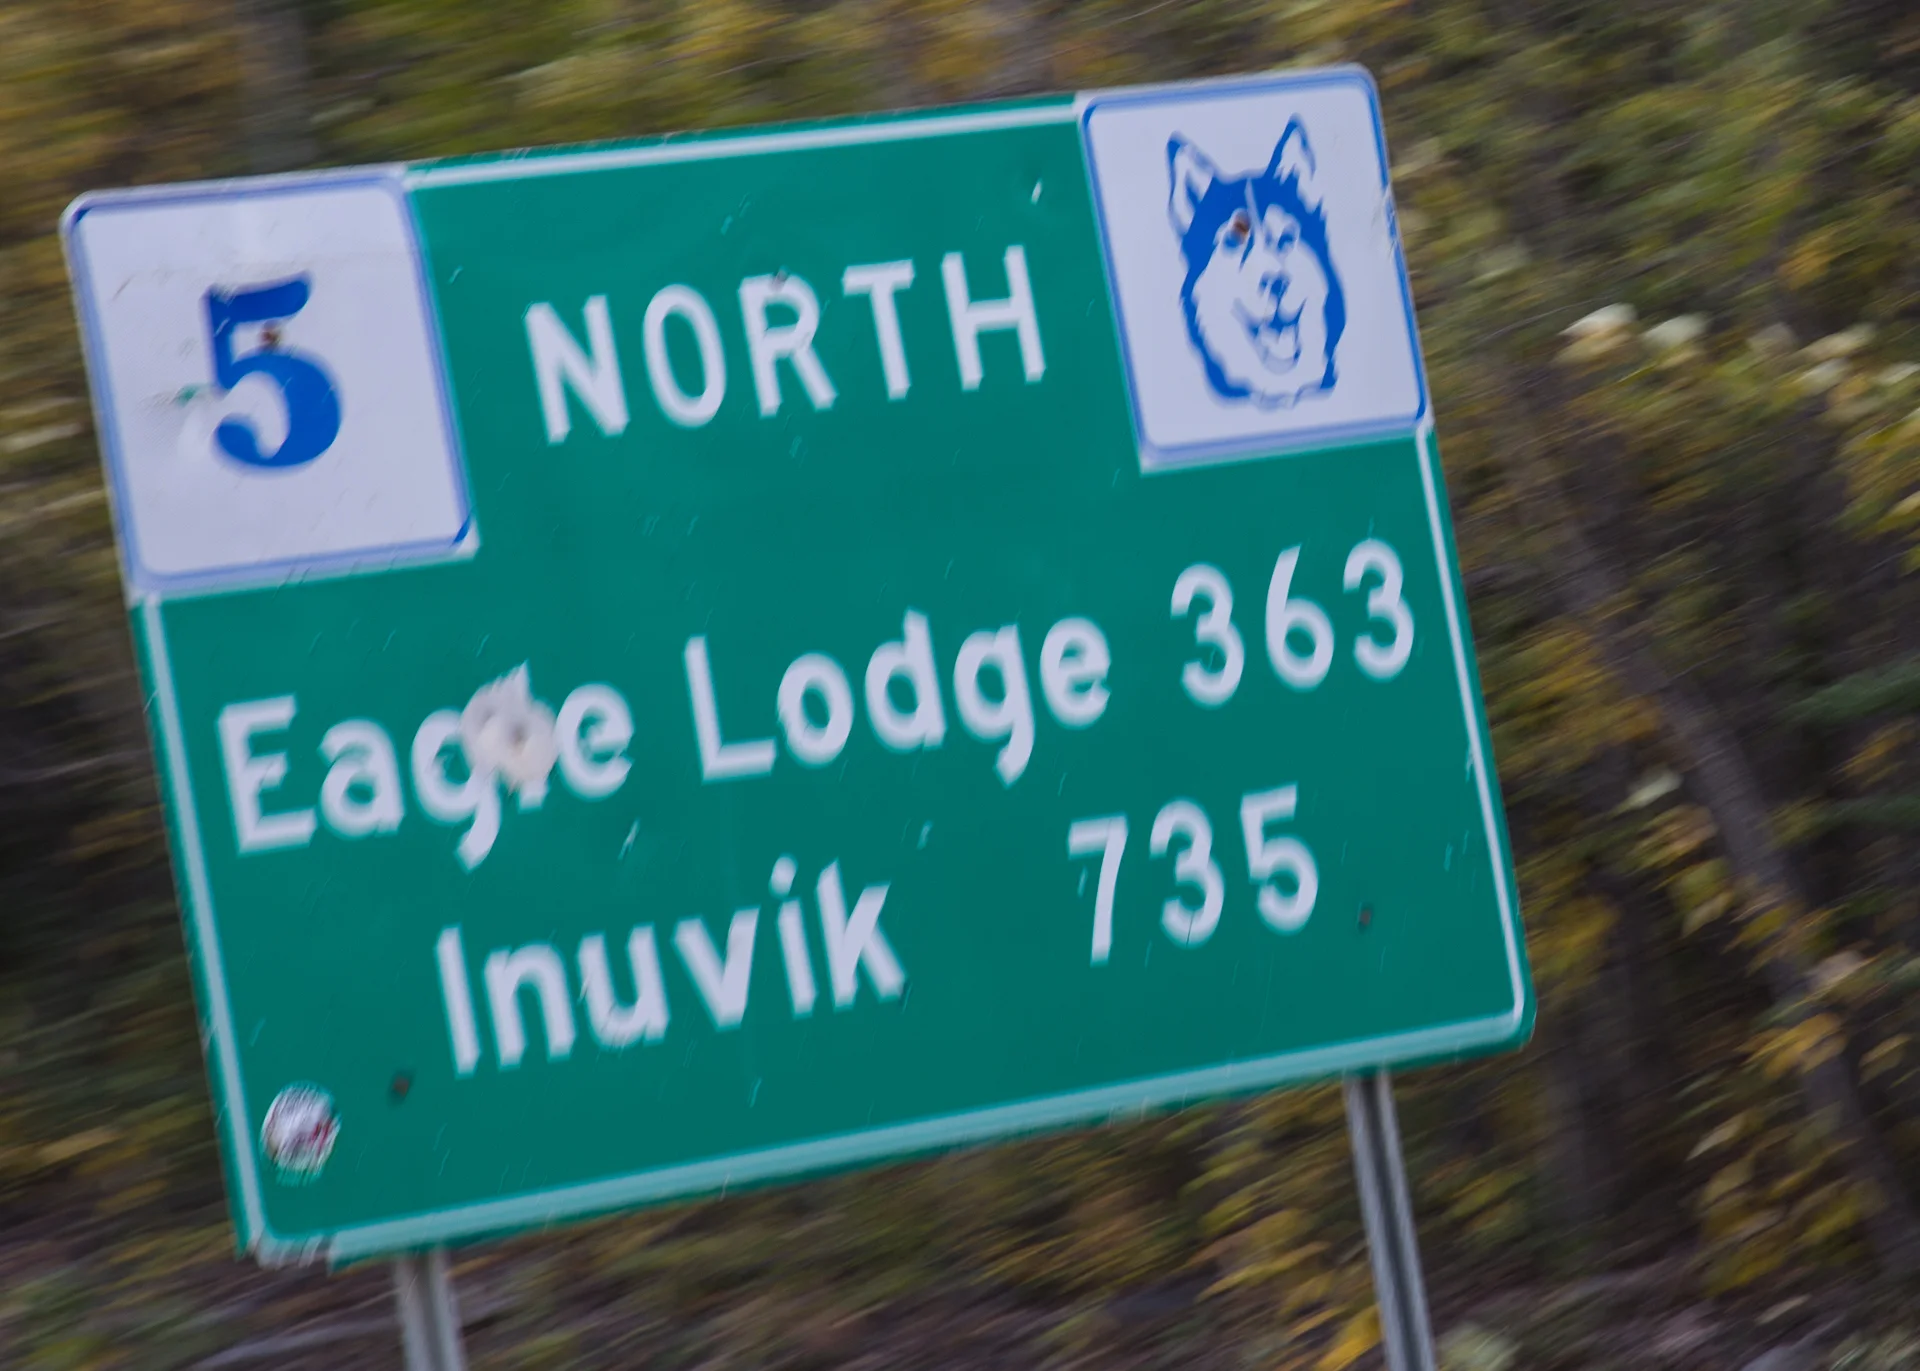 5 NORTH
Eagle Lodge 363
Inuvik 735